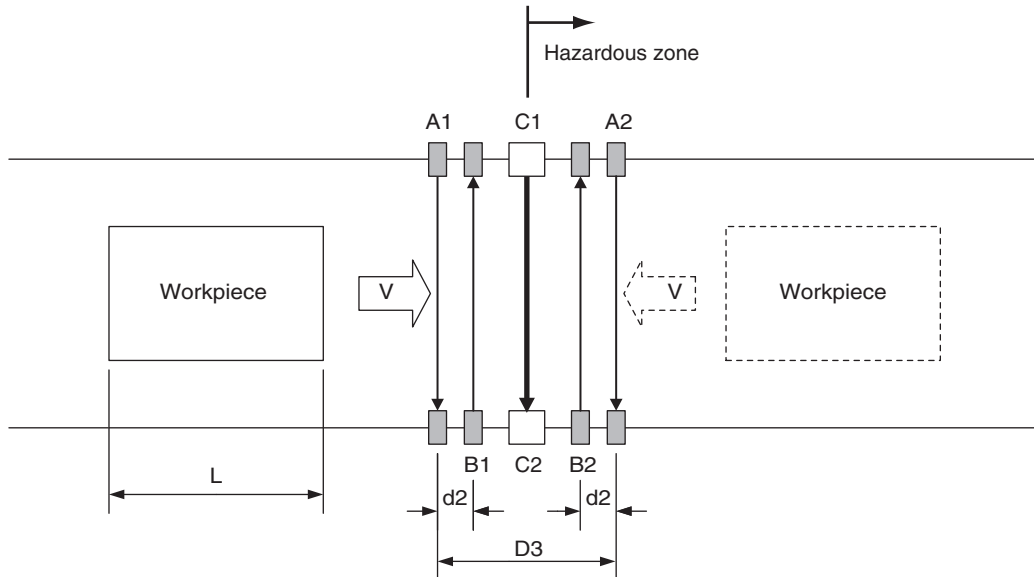 Hazardous zone
A1
C1
A2
Workpiece
V
V
Workpiece
B1
C2
B2
L
d2
d2
D3